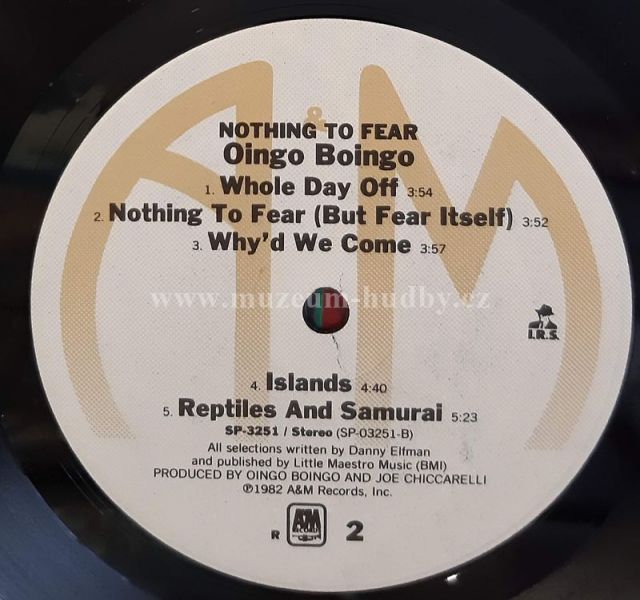 &
NOTHING TO FEAR
Oingo Boingo
1. Whole Day Off 3:54
2. Nothing To Fear (But Fear Itself) 3:52
3. Why'd We Come 3:57
www.muzeum-hudby.cz
I.R.S.
4. Islands 4:40
5. Reptiles And Samurai 5:23
SP-3251 / Stereo (SP-03251-B)
All selections written by Danny Elfman
and published by Little Maestro Music (BMI)
PRODUCED BY OINGO BOINGO AND JOE CHICCARELLI
℗1982 A&M Records, Inc.
R A&M RECORDS 2